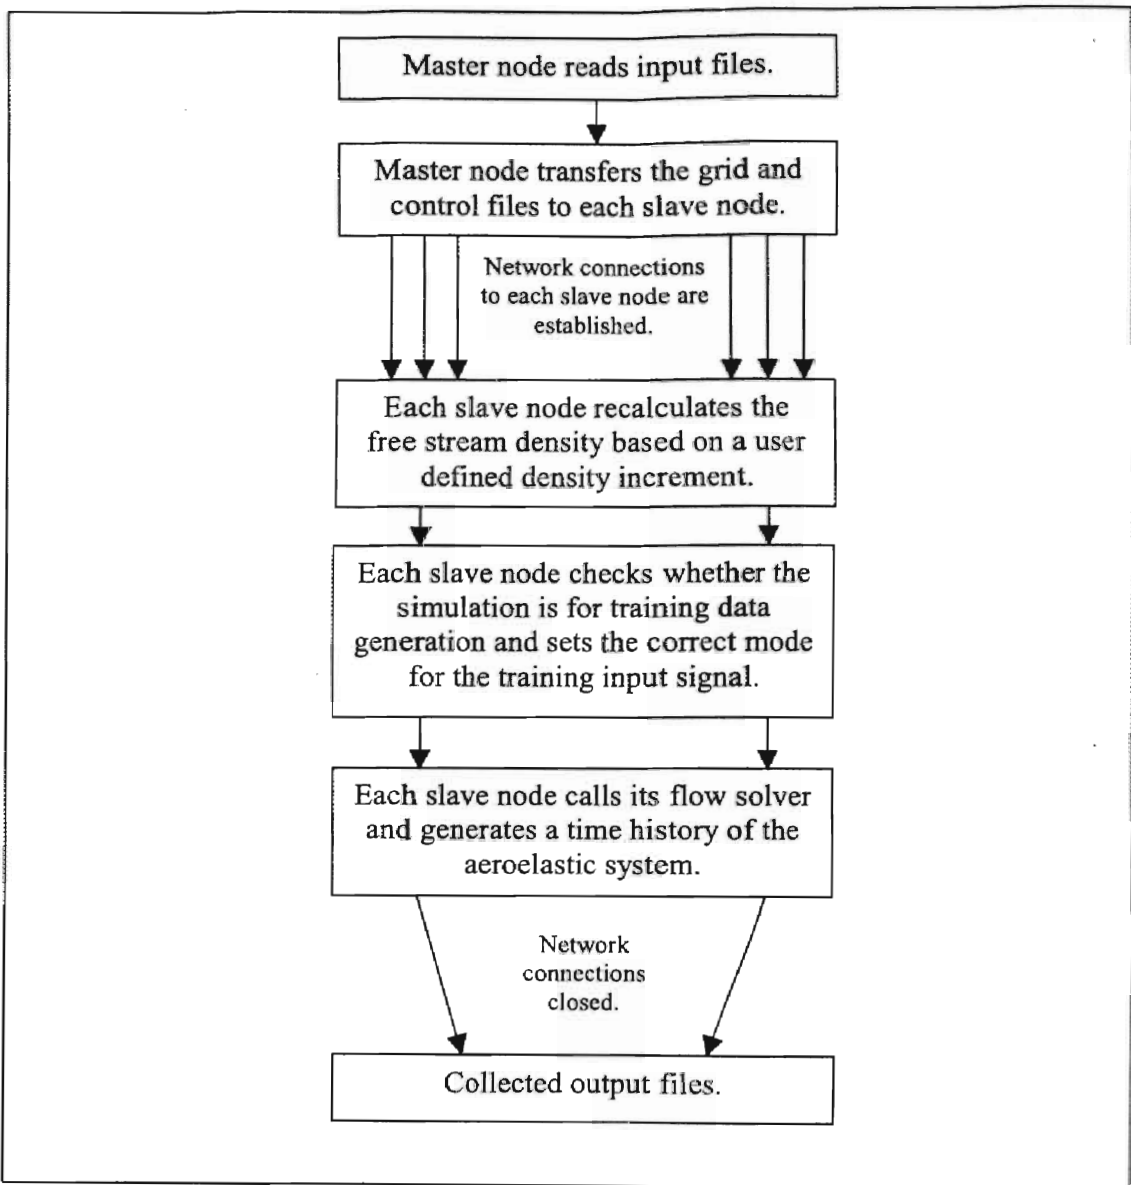 Master node reads input files.
Master node transfers the grid and
control files to each slave node.
Network connections
to each slave node are
established.
Each slave node recalculates the
free stream density based on a user
defined density increment.
Each slave node checks whether the
simulation is for training data
generation and sets the correct mode
for the training input signal.
Each slave node calls its flow solver
and generates a time history of the
aeroelastic system.
Network
connections
closed.
Collected output files.